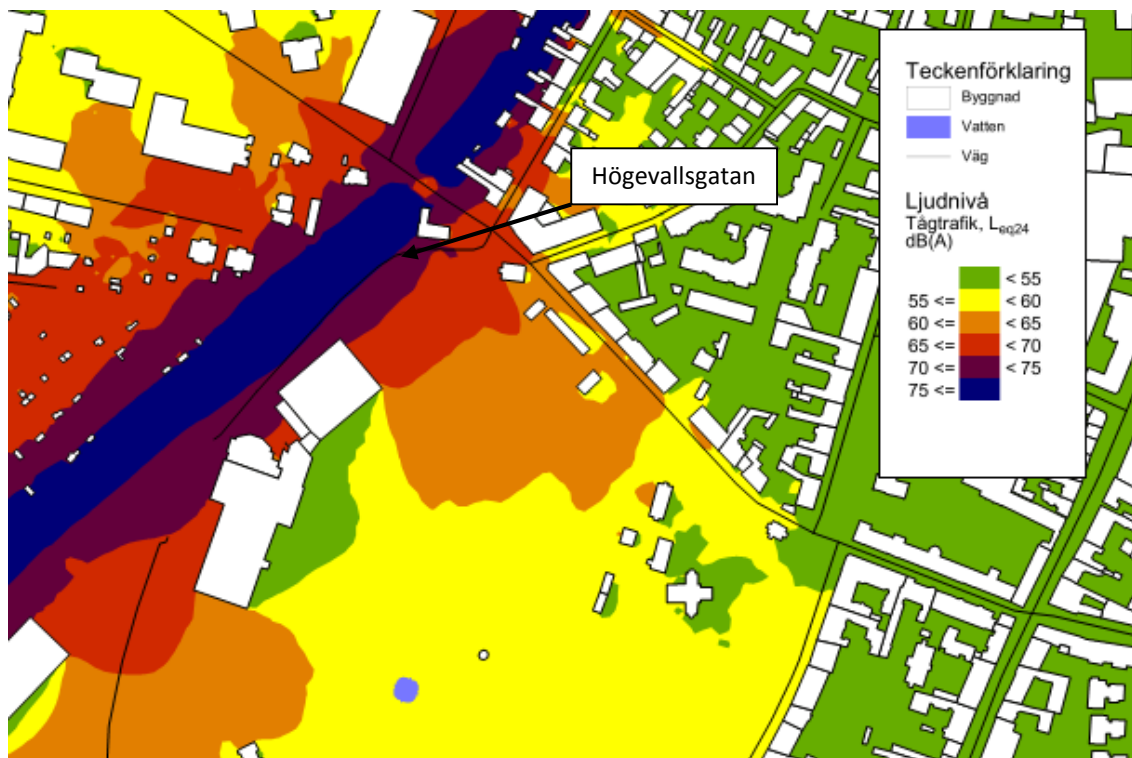 Högevallsgatan
Teckenförklaring
Byggnad
Vatten
Väg
Ljudnivå
Tågtrafik, Leq24
dB(A)
< 55
55 <= < 60
60 <= < 65
65 <= < 70
70 <= < 75
75 <=